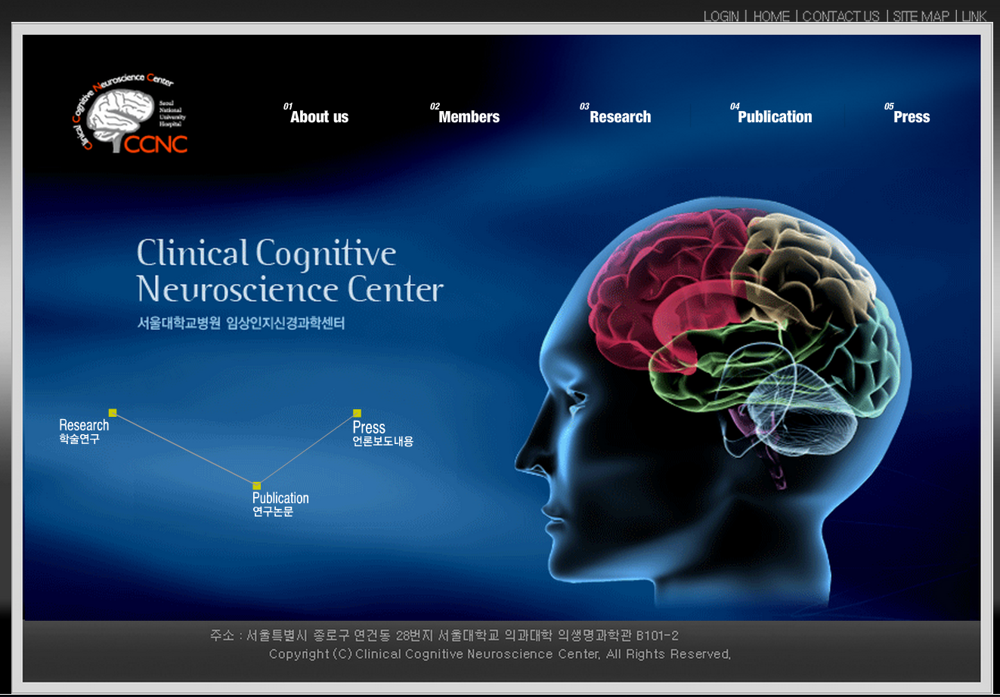 LOGIN | HOME | CONTACT US | SITE MAP | LINK
Clinical Cognitive Neuroscience Center
Seoul
National
University
Hospital
CCNC
01 About us
02 Members
03 Research
04 Publication
05 Press
Clinical Cognitive
Neuroscience Center
서울대학교병원 임상인지신경과학센터
Research
학술연구
Press
언론보도내용
Publication
연구논문
주소 : 서울특별시 종로구 연건동 28번지 서울대학교 의과대학 의생명과학관 B101-2
Copyright (C) Clinical Cognitive Neuroscience Center, All Rights Reserved,